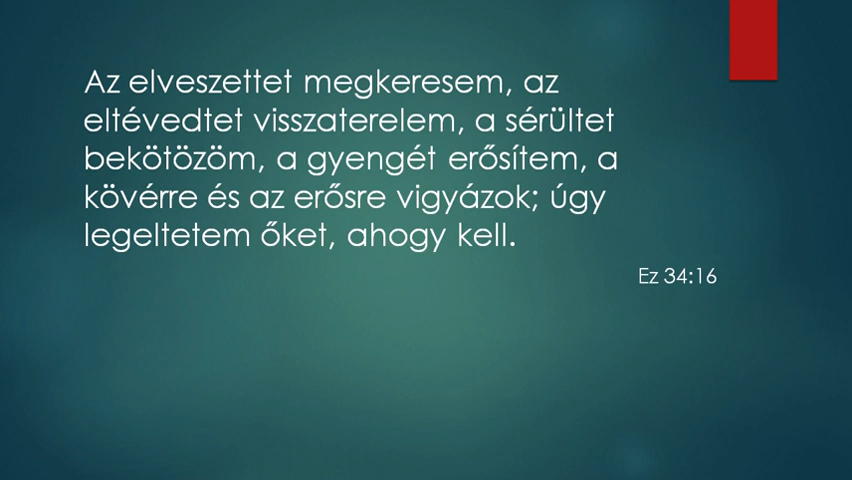 Az elveszettet megkeresem, az
eltévedtet visszaterelem, a sérültet
bekötözöm, a gyengét erősítem, a
kövérre és az erősre vigyázok; úgy
legeltetem őket, ahogy kell.
Ez 34:16